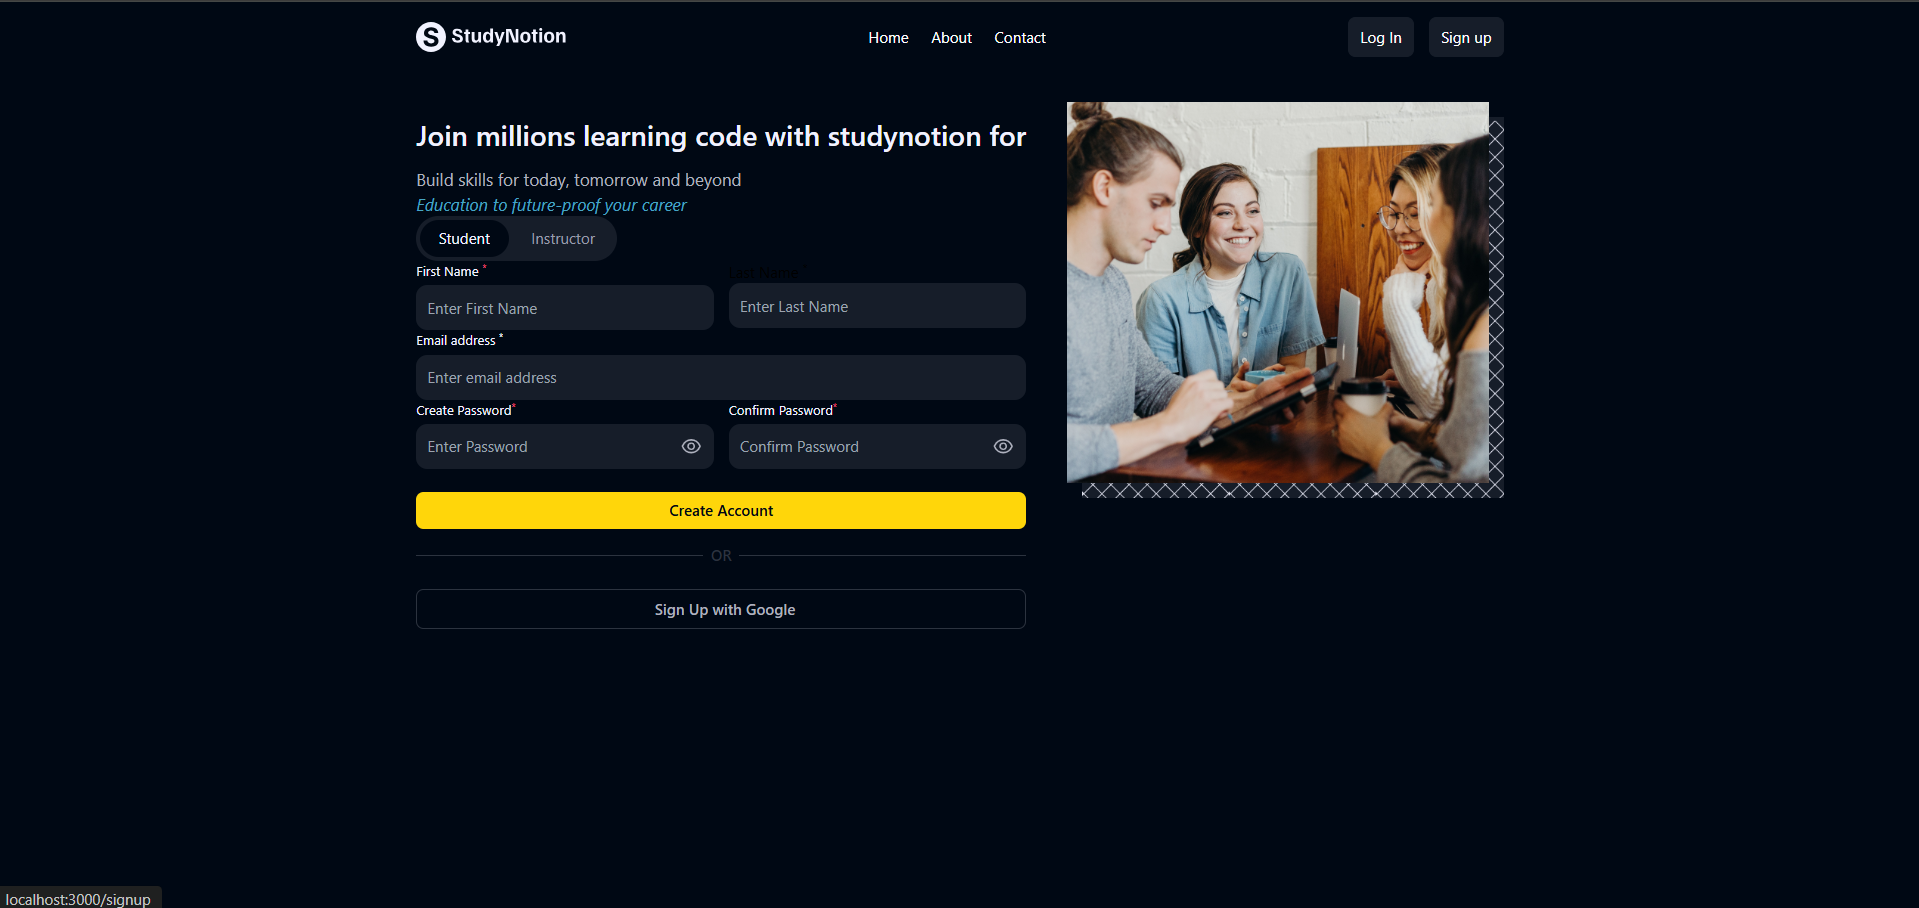 StudyNotion
Home About Contact
Log In Sign up
Join millions learning code with studynotion for
Build skills for today, tomorrow and beyond
Education to future-proof your career
Student Instructor
First Name * Last Name *
Enter First Name Enter Last Name
Email address *
Enter email address
Create Password* Confirm Password*
Enter Password Confirm Password
Create Account
OR
Sign Up with Google
localhost:3000/signup